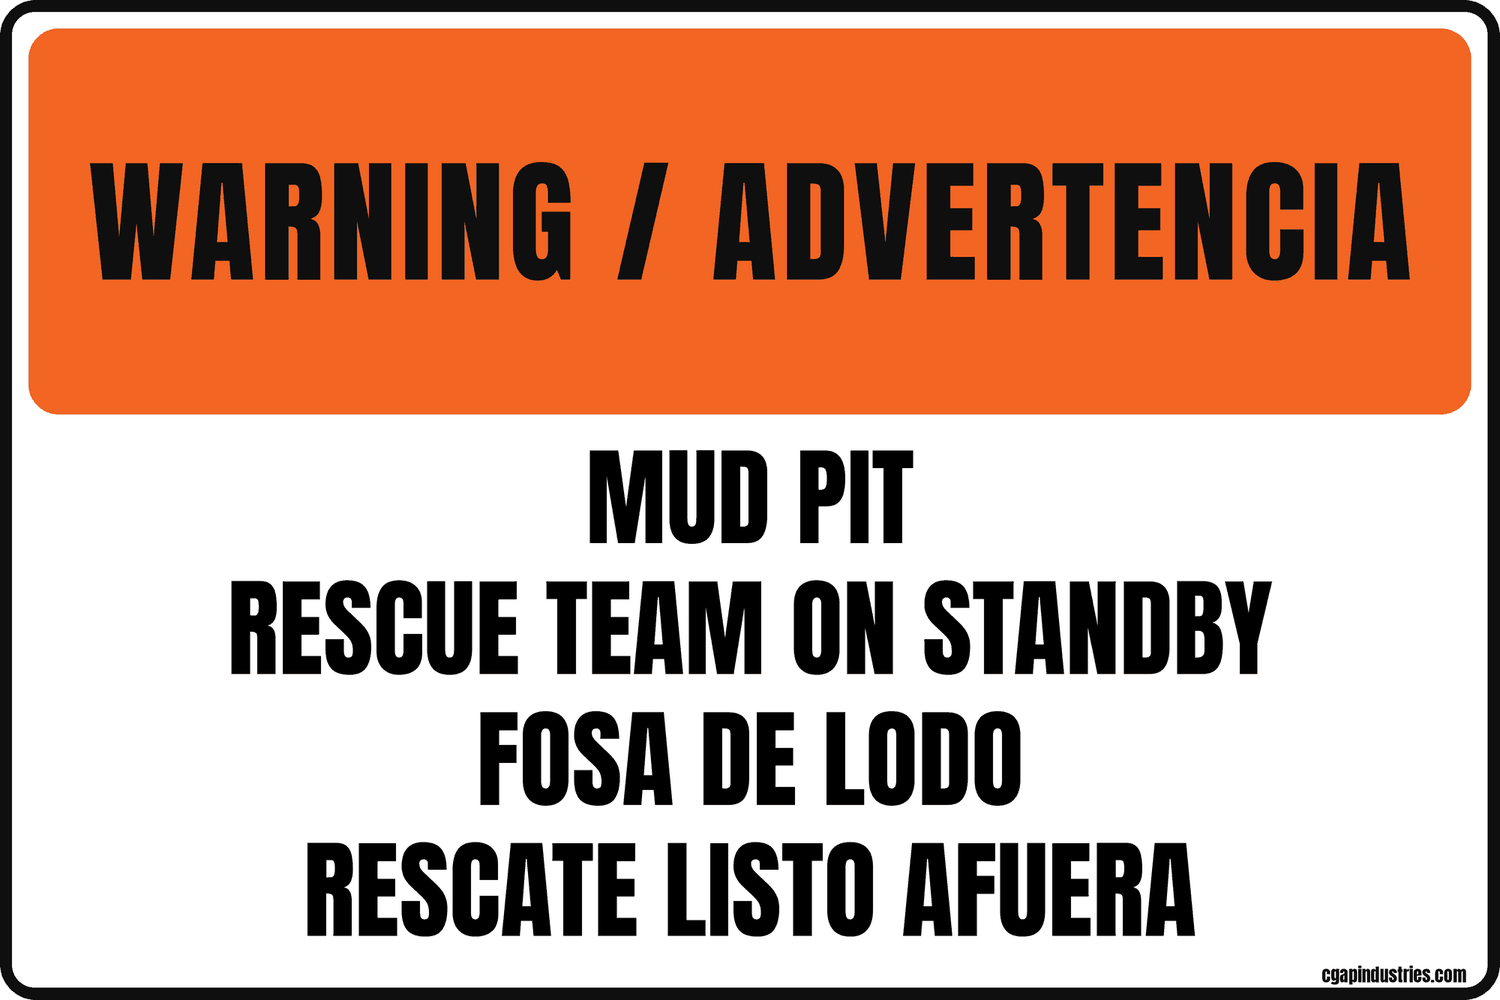 WARNING / ADVERTENCIA
MUD PIT
RESCUE TEAM ON STANDBY
FOSA DE LODO
RESCATE LISTO AFUERA
cgapindustries.com